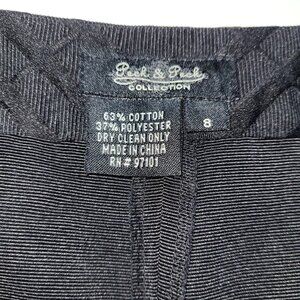 Peck & Peck
COLLECTION
63% COTTON
37% POLYESTER
DRY CLEAN ONLY
MADE IN CHINA
RN# 97101
8